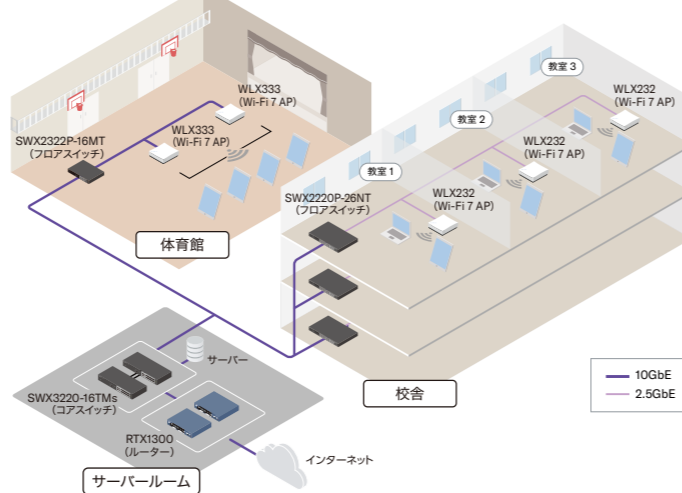 教室 3
WLX232
(Wi-Fi 7 AP)
WLX333
(Wi-Fi 7 AP)
WLX333
(Wi-Fi 7 AP)
SWX2322P-16MT
(フロアスイッチ)
教室 2
WLX232
(Wi-Fi 7 AP)
教室 1
SWX2220P-26NT
(フロアスイッチ)
WLX232
(Wi-Fi 7 AP)
体育館
サーバー
SWX3220-16TMs
(コアスイッチ)
RTX1300
(ルーター)
インターネット
サーバールーム
校舎
10GbE
2.5GbE